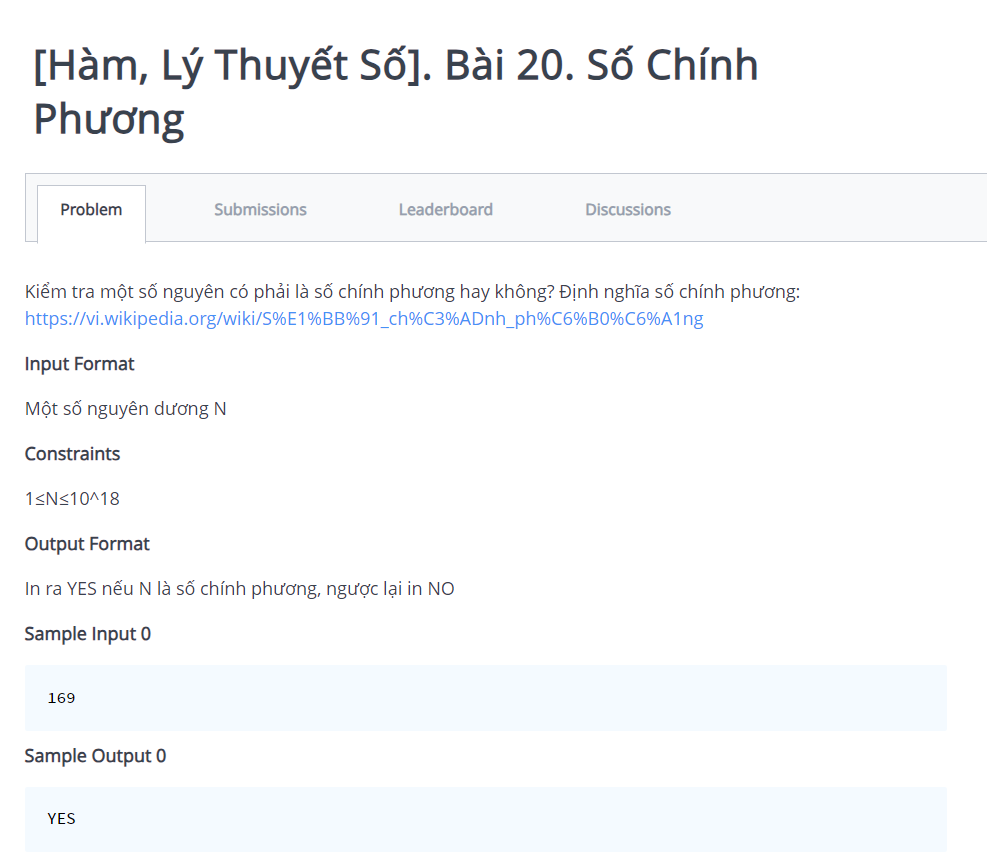 [Hàm, Lý Thuyết Số]. Bài 20. Số Chính
Phương
Problem
Submissions
Leaderboard
Discussions
Kiểm tra một số nguyên có phải là số chính phương hay không? Định nghĩa số chính phương:
https://vi.wikipedia.org/wiki/S%E1%BB%91_ch%C3%ADnh_ph%C6%B0%C6%A1ng
Input Format
Một số nguyên dương N
Constraints
1≤N≤10^18
Output Format
In ra YES nếu N là số chính phương, ngược lại in NO
Sample Input 0
169
Sample Output 0
YES